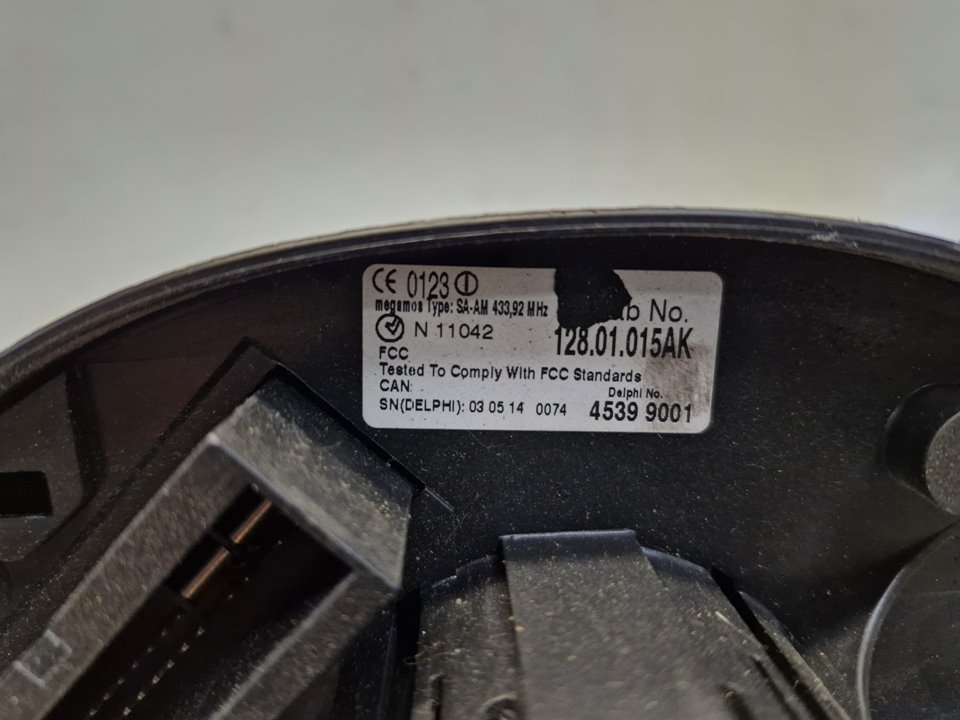 CE 0123
megamos Type: SA-AM 433,92 MHz
N 11042
FCC
Tested To Comply With FCC Standards
CAN:
SN(DELPHI): 03 05 14 0074
No.
128.01.015AK
Delphi No.
4539 9001